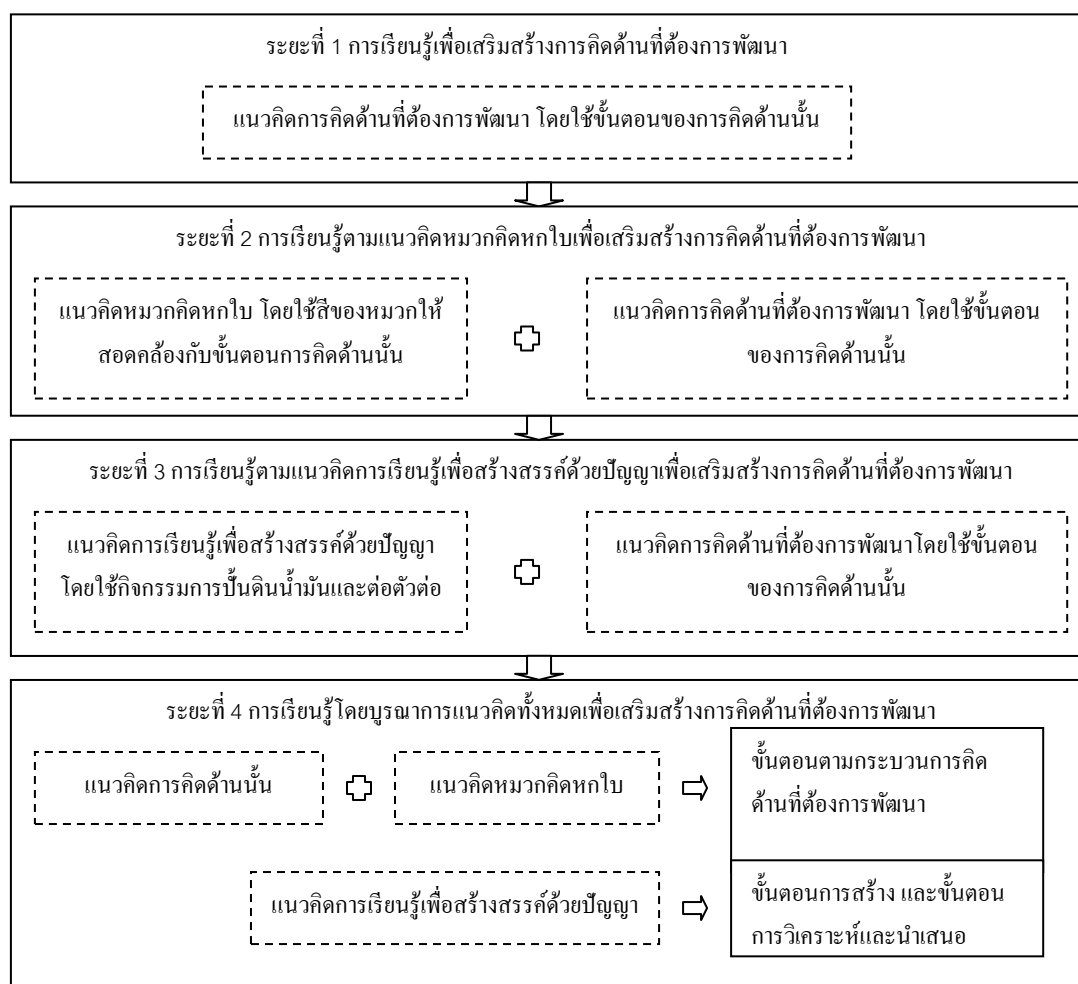 ระยะที่ 1 การเรียนรู้เพื่อเสริมสร้างการคิดด้านที่ต้องการพัฒนา
แนวคิดการคิดด้านที่ต้องการพัฒนา โดยใช้ขั้นตอนของการคิดด้านนั้น
ระยะที่ 2 การเรียนรู้ตามแนวคิดหมวกคิดหกใบเพื่อเสริมสร้างการคิดด้านที่ต้องการพัฒนา
แนวคิดหมวกคิดหกใบ โดยใช้สีของหมวกให้
สอดคล้องกับขั้นตอนการคิดด้านนั้น
แนวคิดการคิดด้านที่ต้องการพัฒนา โดยใช้ขั้นตอน
ของการคิดด้านนั้น
ระยะที่ 3 การเรียนรู้ตามแนวคิดการเรียนรู้เพื่อสร้างสรรค์ด้วยปัญญาเพื่อเสริมสร้างการคิดด้านที่ต้องการพัฒนา
แนวคิดการเรียนรู้เพื่อสร้างสรรค์ด้วยปัญญา
โดยใช้กิจกรรมการปั้นดินน้ำมันและต่อตัวต่อ
แนวคิดการคิดด้านที่ต้องการพัฒนาโดยใช้ขั้นตอน
ของการคิดด้านนั้น
ระยะที่ 4 การเรียนรู้โดยบูรณาการแนวคิดทั้งหมดเพื่อเสริมสร้างการคิดด้านที่ต้องการพัฒนา
แนวคิดการคิดด้านนั้น
แนวคิดหมวกคิดหกใบ
ขั้นตอนตามกระบวนการคิด
ด้านที่ต้องการพัฒนา
แนวคิดการเรียนรู้เพื่อสร้างสรรค์ด้วยปัญญา
ขั้นตอนการสร้าง และขั้นตอน
การวิเคราะห์และนำเสนอ